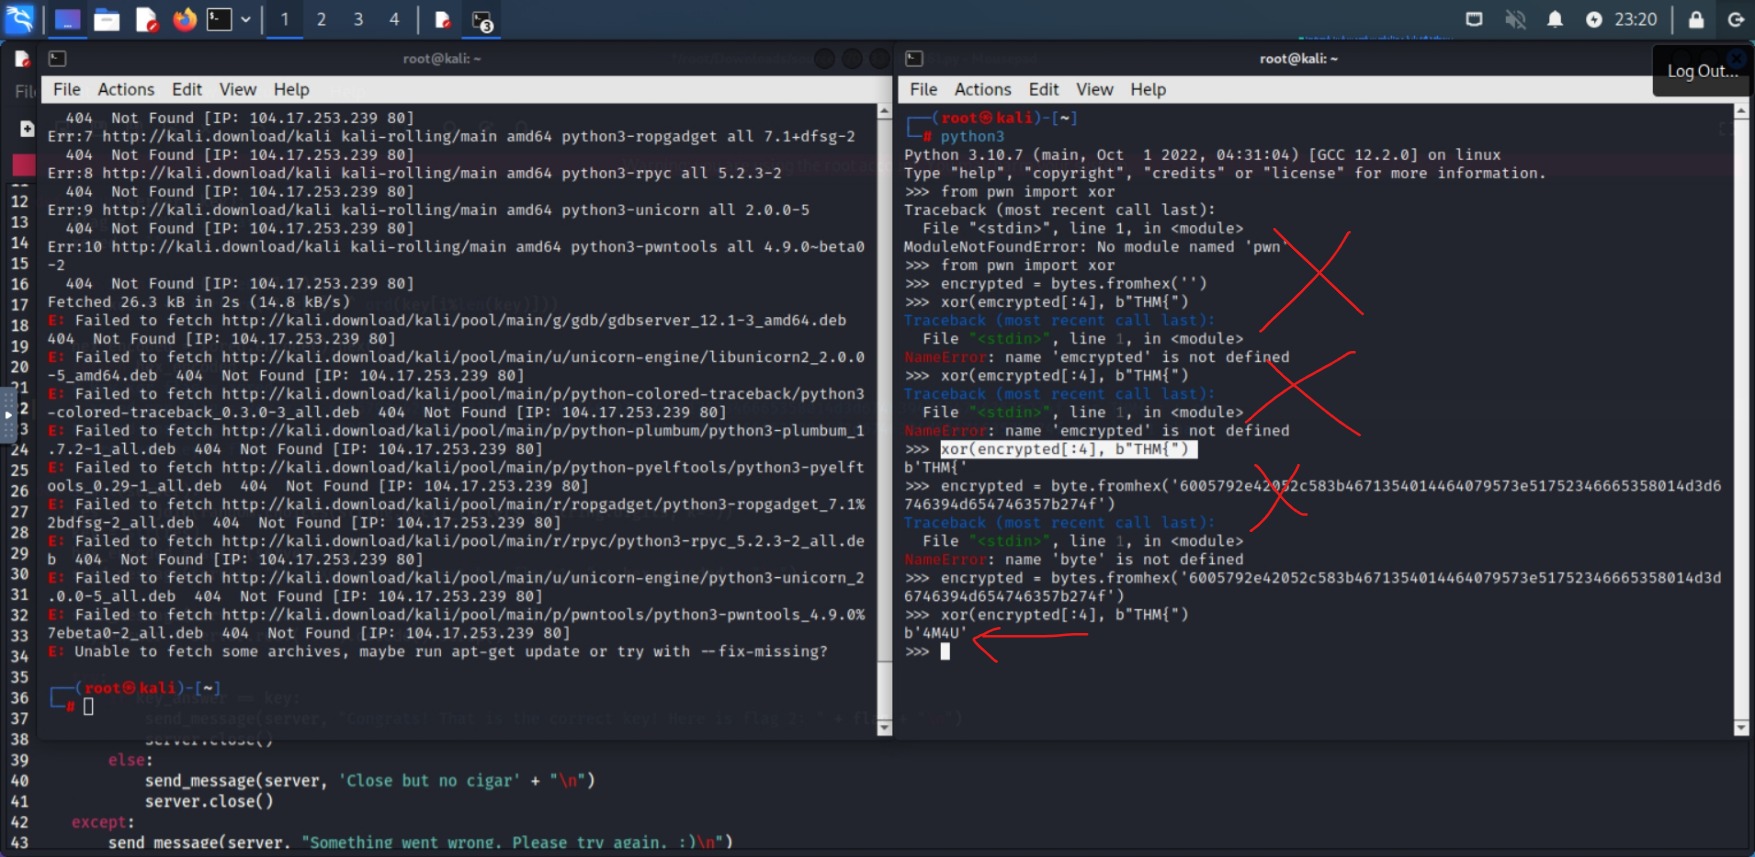 1 2 3 4 3 23:20
root@kali: ~
File Actions Edit View Help
404 Not Found [IP: 104.17.253.239 80]
Err:7 http://kali.download/kali kali-rolling/main amd64 python3-ropgadget all 7.1+dfsg-2
404 Not Found [IP: 104.17.253.239 80]
Err:8 http://kali.download/kali kali-rolling/main amd64 python3-rpyc all 5.2.3-2
404 Not Found [IP: 104.17.253.239 80]
Err:9 http://kali.download/kali kali-rolling/main amd64 python3-unicorn all 2.0.0-5
404 Not Found [IP: 104.17.253.239 80]
Err:10 http://kali.download/kali kali-rolling/main amd64 python3-pwntools all 4.9.0~beta0
-2
404 Not Found [IP: 104.17.253.239 80]
Fetched 26.3 kB in 2s (14.8 kB/s)
E: Failed to fetch http://kali.download/kali/pool/main/g/gdb/gdbserver_12.1-3_amd64.deb
404 Not Found [IP: 104.17.253.239 80]
E: Failed to fetch http://kali.download/kali/pool/main/u/unicorn-engine/libunicorn2_2.0.0
-5_amd64.deb 404 Not Found [IP: 104.17.253.239 80]
E: Failed to fetch http://kali.download/kali/pool/main/p/python-colored-traceback/python3
-colored-traceback_0.3.0-3_all.deb 404 Not Found [IP: 104.17.253.239 80]
E: Failed to fetch http://kali.download/kali/pool/main/p/python-plumbum/python3-plumbum_1
.7.2-1_all.deb 404 Not Found [IP: 104.17.253.239 80]
E: Failed to fetch http://kali.download/kali/pool/main/p/python-pyelftools/python3-pyelft
ools_0.29-1_all.deb 404 Not Found [IP: 104.17.253.239 80]
E: Failed to fetch http://kali.download/kali/pool/main/r/ropgadget/python3-ropgadget_7.1%
2bdfsg-2_all.deb 404 Not Found [IP: 104.17.253.239 80]
E: Failed to fetch http://kali.download/kali/pool/main/r/rpyc/python3-rpyc_5.2.3-2_all.de
b 404 Not Found [IP: 104.17.253.239 80]
E: Failed to fetch http://kali.download/kali/pool/main/u/unicorn-engine/python3-unicorn_2
.0.0-5_all.deb 404 Not Found [IP: 104.17.253.239 80]
E: Failed to fetch http://kali.download/kali/pool/main/p/pwntools/python3-pwntools_4.9.0%
7ebeta0-2_all.deb 404 Not Found [IP: 104.17.253.239 80]
E: Unable to fetch some archives, maybe run apt-get update or try with --fix-missing?
(root㉿kali)-[~]
#
root@kali: ~
Log Out...
File Actions Edit View Help
(root㉿kali)-[~]
# python3
Python 3.10.7 (main, Oct 1 2022, 04:31:04) [GCC 12.2.0] on linux
Type "help", "copyright", "credits" or "license" for more information.
>>> from pwn import xor
Traceback (most recent call last):
File "<stdin>", line 1, in <module>
ModuleNotFoundError: No module named 'pwn'
>>> from pwn import xor
>>> encrypted = bytes.fromhex('')
>>> xor(emcrypted[:4], b"THM{")
Traceback (most recent call last):
File "<stdin>", line 1, in <module>
NameError: name 'emcrypted' is not defined
>>> xor(emcrypted[:4], b"THM{")
Traceback (most recent call last):
File "<stdin>", line 1, in <module>
NameError: name 'emcrypted' is not defined
>>> xor(encrypted[:4], b"THM{")
b'THM{'
>>> encrypted = byte.fromhex('6005792e42052c583b4671354014464079573e51752346665358014d3d6
746394d654746357b274f')
Traceback (most recent call last):
File "<stdin>", line 1, in <module>
NameError: name 'byte' is not defined
>>> encrypted = bytes.fromhex('6005792e42052c583b4671354014464079573e51752346665358014d3d
6746394d654746357b274f')
>>> xor(encrypted[:4], b"THM{")
b'4M4U'
>>>
12
13
14
15
16
17
18
19
20
21
24
25
26
27
28
29
30
31
32
33
34
35
36 key_answer == key:
37 send_message(server, 'Congrats! That is the correct key! Here is flag 2: ' + fl
38 server.close()
39 else:
40 send_message(server, 'Close but no cigar' + "\n")
41 server.close()
42 except:
43 send_message(server, "Something went wrong. Please try again. :)\n")